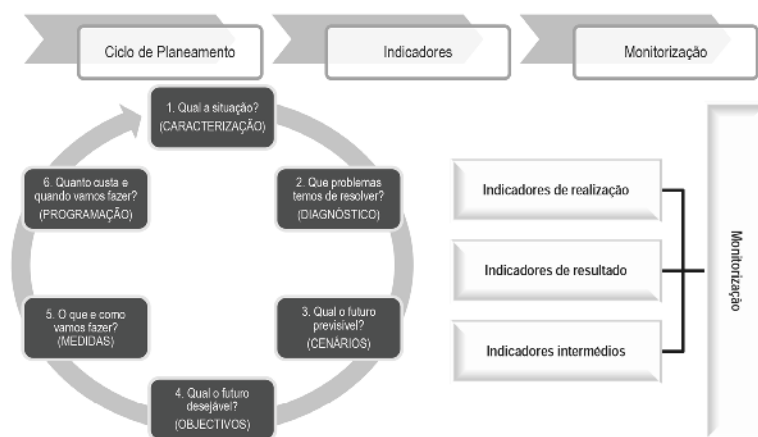 Ciclo de Planeamento
Indicadores
Monitorização
1. Qual a situação?
(CARACTERIZAÇÃO)
2. Que problemas
temos de resolver?
(DIAGNÓSTICO)
3. Qual o futuro
previsível?
(CENÁRIOS)
4. Qual o futuro
desejável?
(OBJECTIVOS)
5. O que e como
vamos fazer?
(MEDIDAS)
6. Quanto custa e
quando vamos fazer?
(PROGRAMAÇÃO)
Indicadores de realização
Indicadores de resultado
Indicadores intermédios
Monitorização